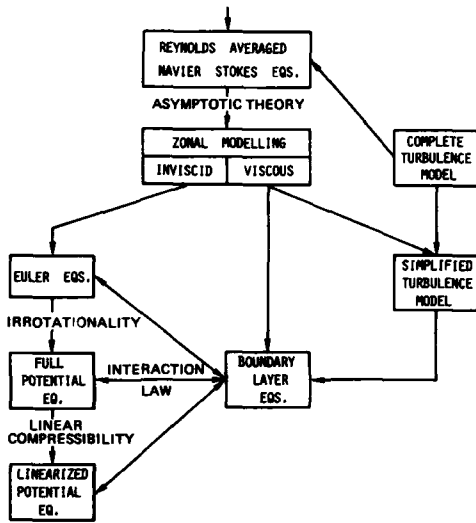 REYNOLDS AVERAGED
NAVIER STOKES EQS.
ASYMPTOTIC THEORY
ZONAL MODELLING
INVISCID
VISCOUS
COMPLETE
TURBULENCE
MODEL
EULER EQS.
SIMPLIFIED
TURBULENCE
MODEL
IRROTATIONALITY
FULL
POTENTIAL
EQ.
INTERACTION
LAW
BOUNDARY
LAYER
EQS.
LINEAR
COMPRESSIBILITY
LINEARIZED
POTENTIAL
EQ.